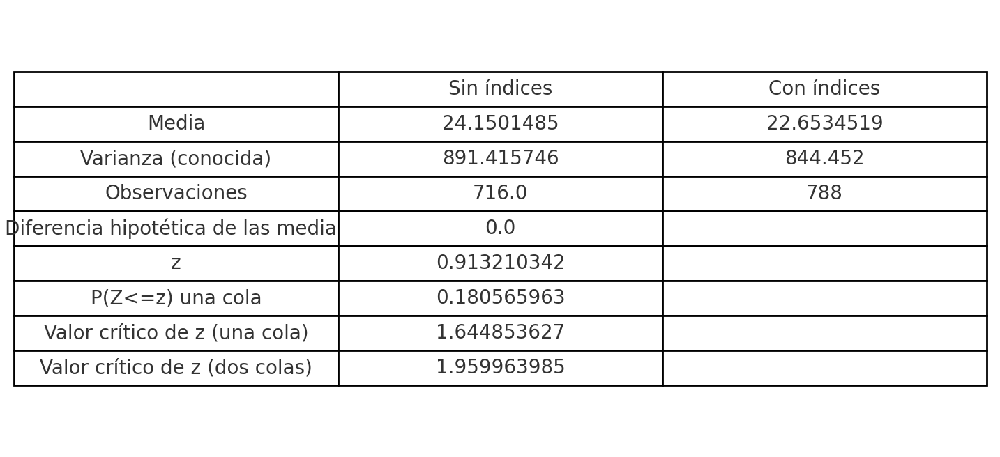 Sin índices Con índices
Media 24.1501485 22.6534519
Varianza (conocida) 891.415746 844.452
Observaciones 716.0 788
Diferencia hipotética de las media 0.0
z 0.913210342
P(Z<=z) una cola 0.180565963
Valor crítico de z (una cola) 1.644853627
Valor crítico de z (dos colas) 1.959963985